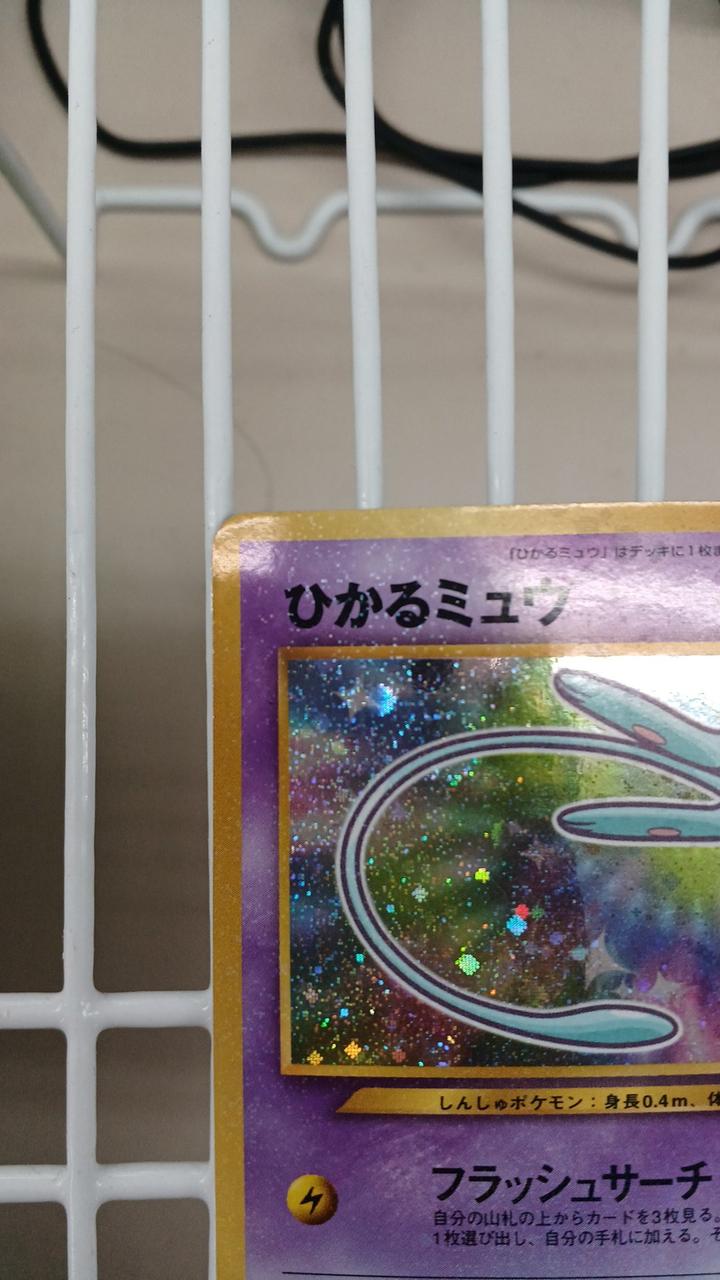 「ひかるミュウ」はデッキに1枚ま
ひかるミュウ
しんしゅポケモン：身長0.4m、体
フラッシュサーチ
自分の山札の上からカードを3枚見る。
1枚選び出し、自分の手札に加える。そ